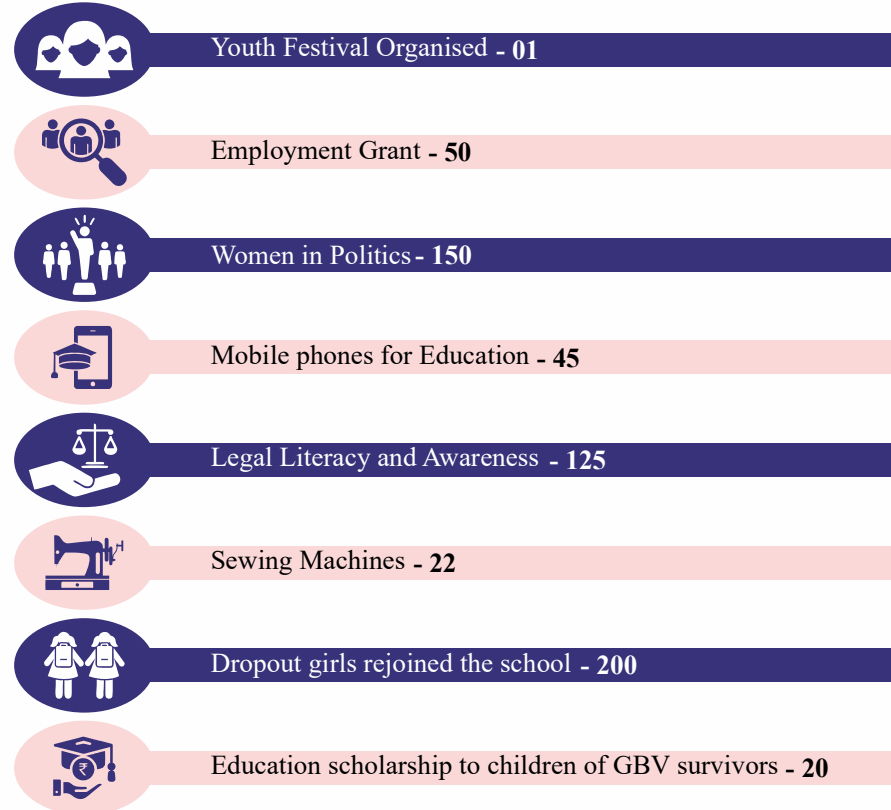 Youth Festival Organised - 01
Employment Grant - 50
Women in Politics - 150
Mobile phones for Education - 45
Legal Literacy and Awareness - 125
Sewing Machines - 22
Dropout girls rejoined the school - 200
₹
Education scholarship to children of GBV survivors - 20